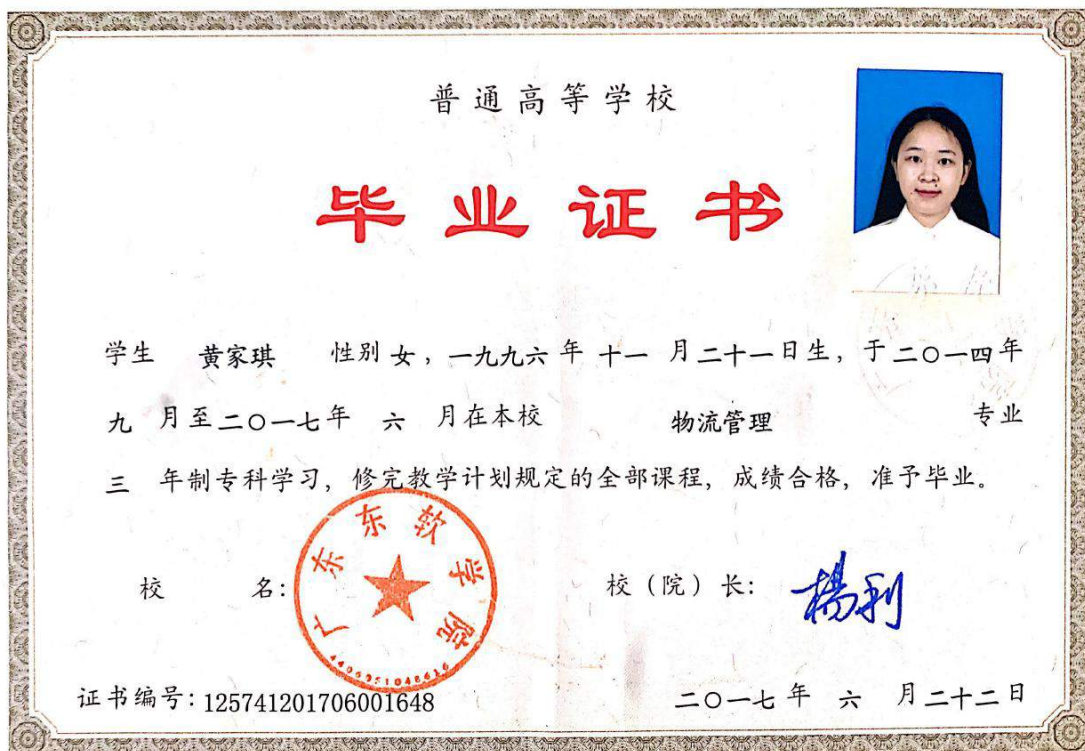 普通高等学校
毕业证书
学生 黄家琪 性别 女，一九九六 年 十一 月 二十一 日生，于 二〇一四 年
九 月至 二〇一七 年 六 月在本校 物流管理 专业
三 年制专科学习，修完教学计划规定的全部课程，成绩合格，准予毕业。
校 名：
广东东软学院
校（院）长：
楊利
证书编号：125741201706001648
二〇一七 年 六 月 二十二 日